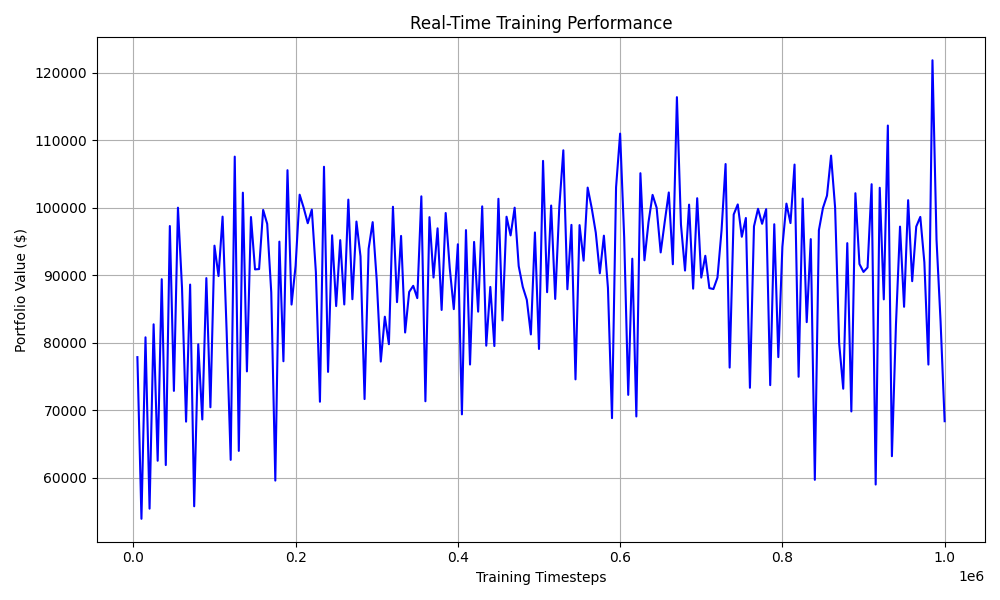 Real-Time Training Performance
Portfolio Value ($)
120000
110000
100000
90000
80000
70000
60000
0.0 0.2 0.4 0.6 0.8 1.0
1e6
Training Timesteps